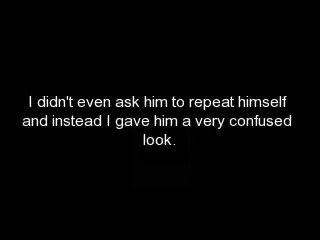 I didn't even ask him to repeat himself
and instead I gave him a very confused
look.